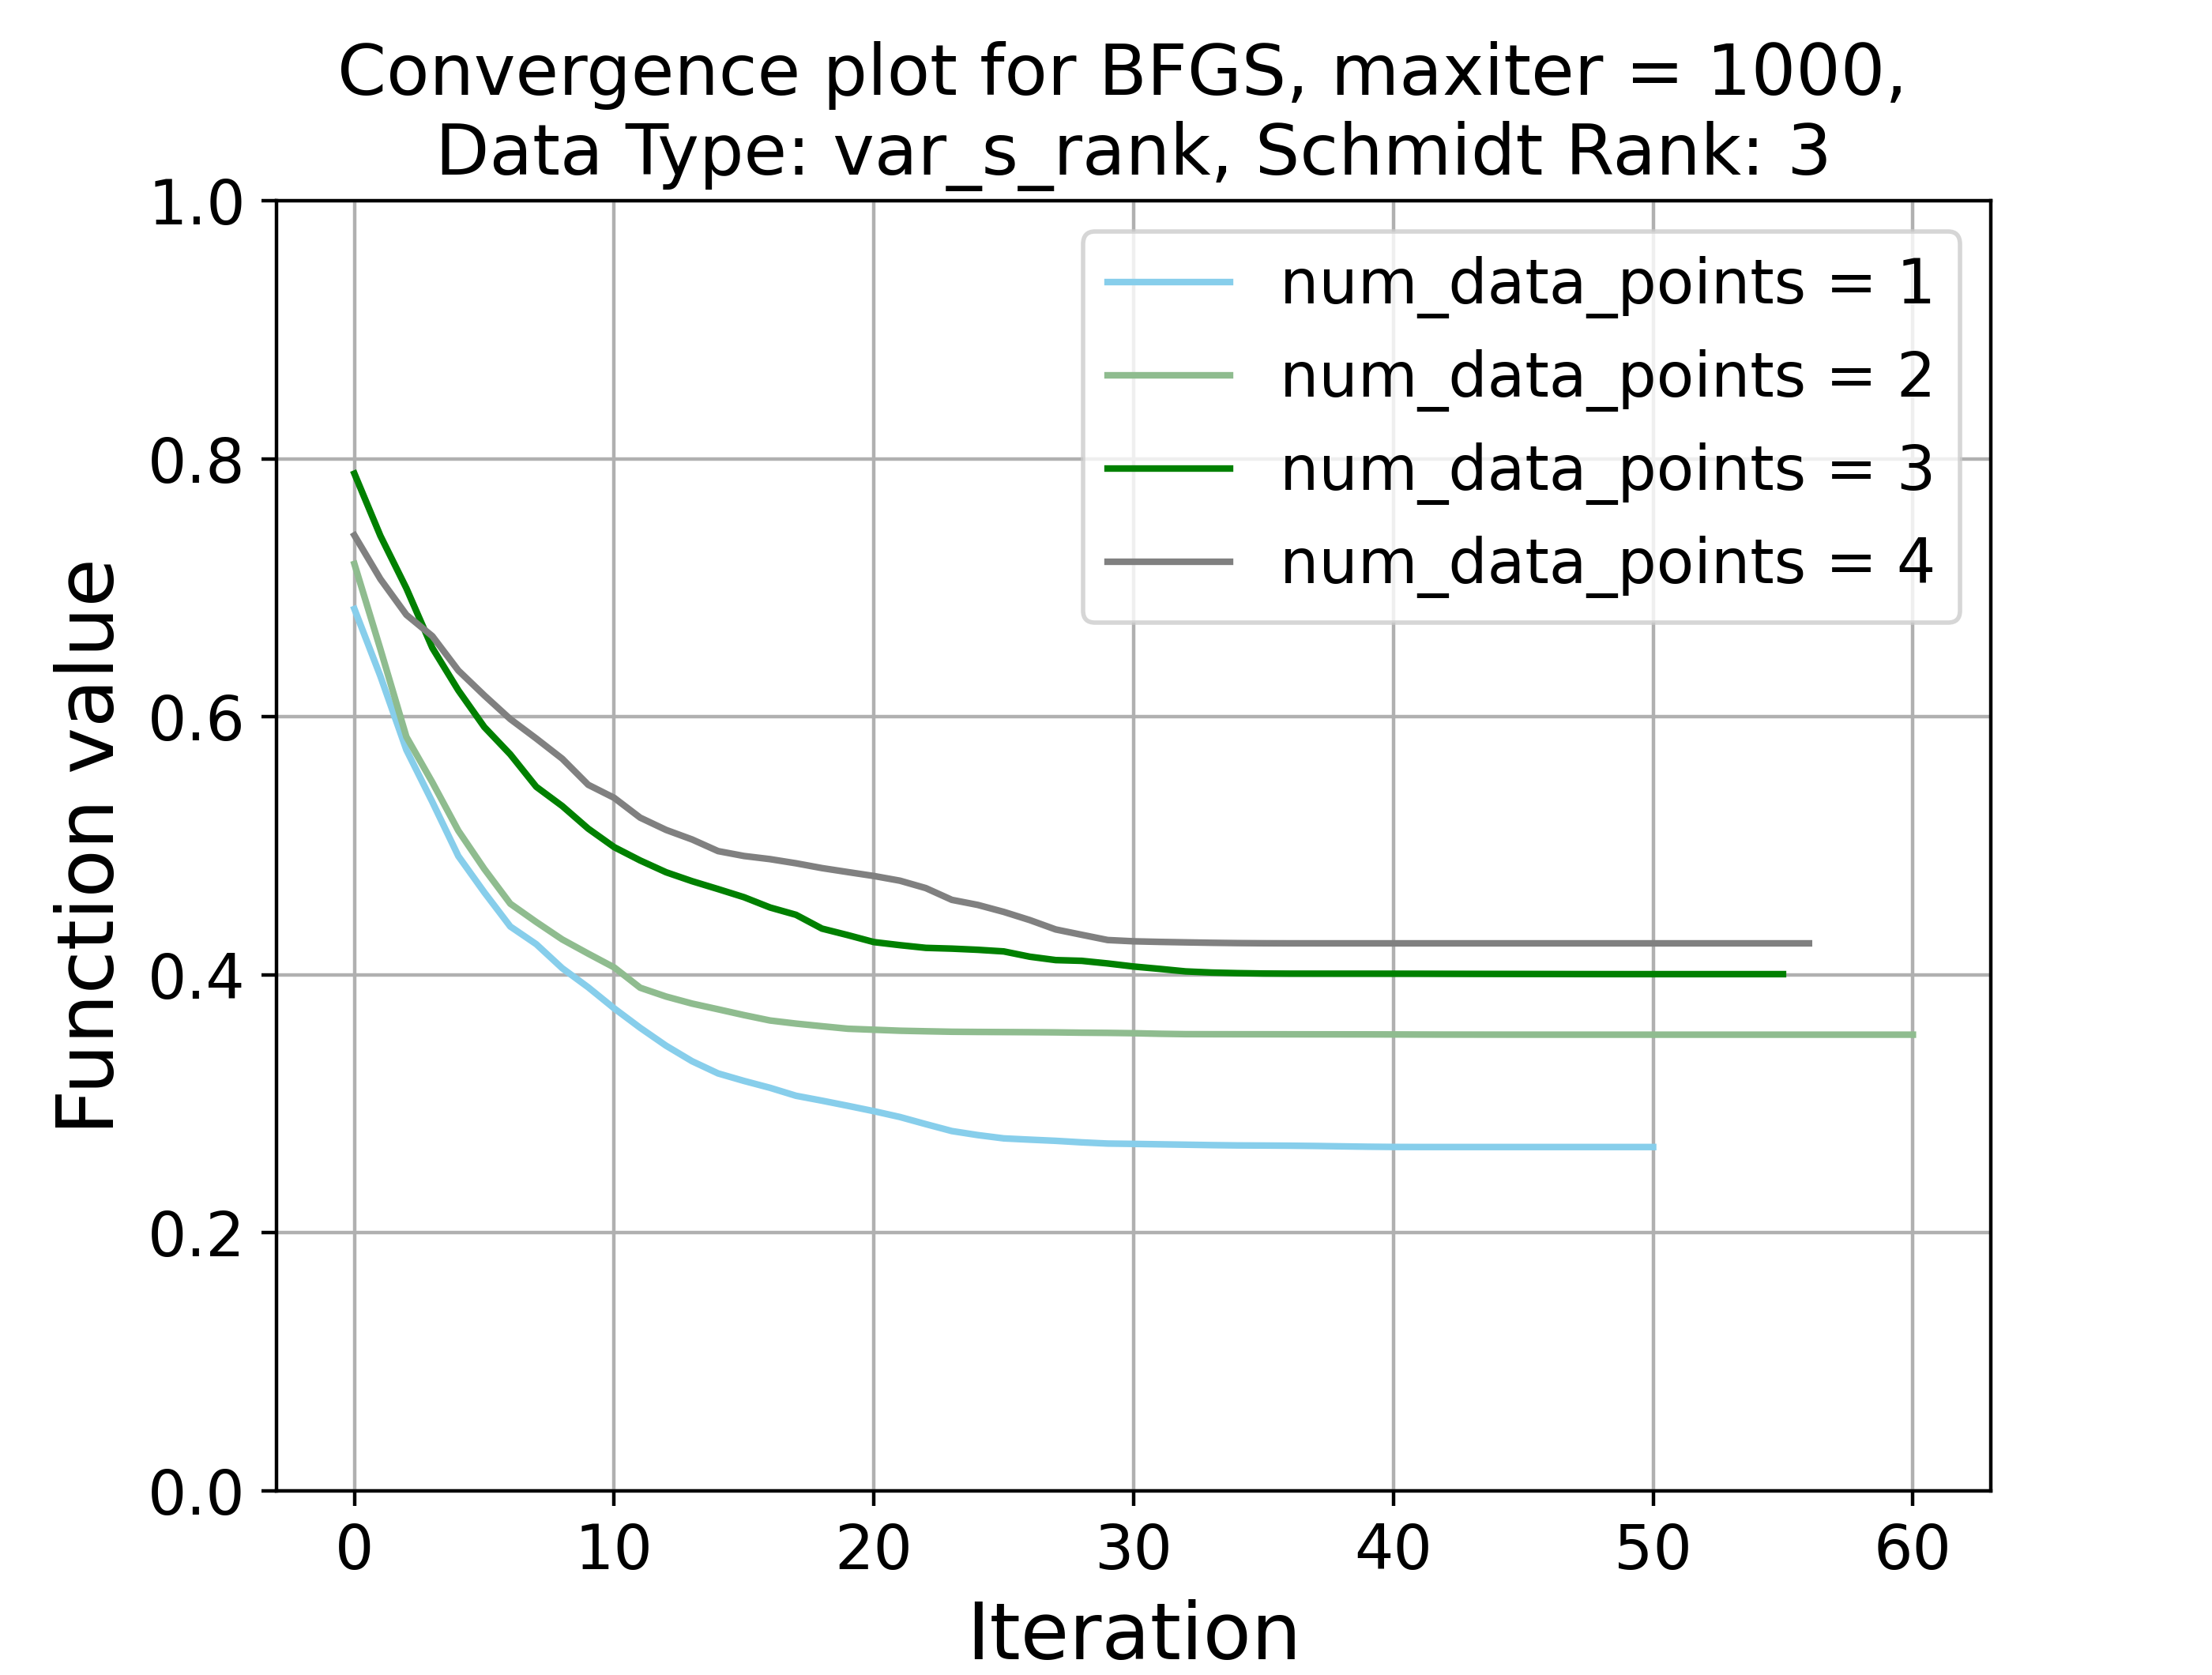 Convergence plot for BFGS, maxiter = 1000,
Data Type: var_s_rank, Schmidt Rank: 3
1.0
0.8
0.6
0.4
0.2
0.0
Function value
num_data_points = 1
num_data_points = 2
num_data_points = 3
num_data_points = 4
0 10 20 30 40 50 60
Iteration